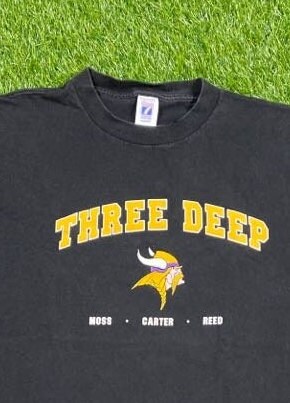 THREE DEEP
MOSS • CARTER • REED